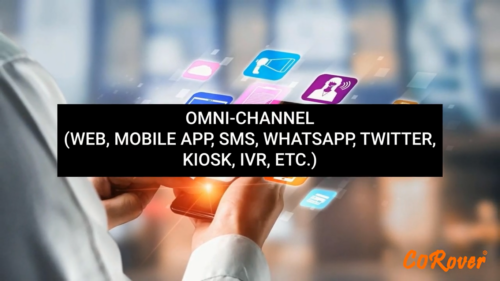 OMNI-CHANNEL
(WEB, MOBILE APP, SMS, WHATSAPP, TWITTER,
KIOSK, IVR, ETC.)
CORover